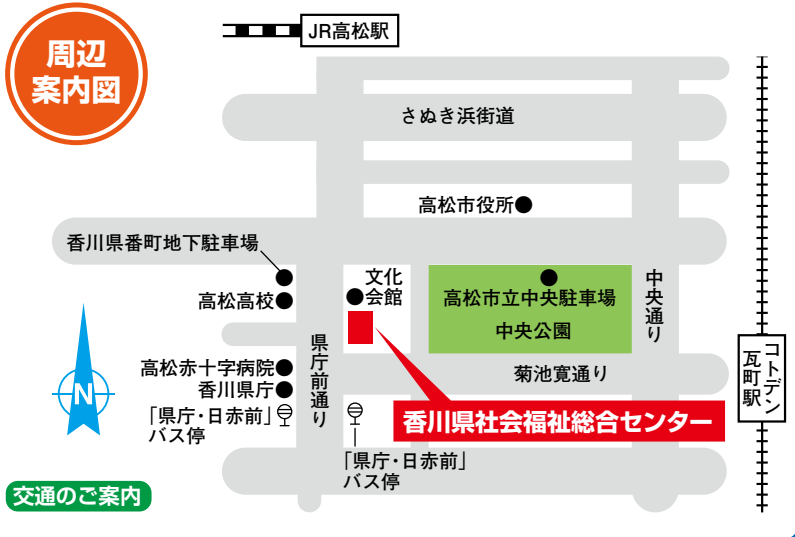 周辺
案内図
JR高松駅
さぬき浜街道
高松市役所
香川県番町地下駐車場
文化
会館
高松高校
高松市立中央駐車場
中央公園
中央通り
県庁前通り
高松赤十字病院
香川県庁
「県庁・日赤前」
バス停
N
菊池寛通り
コトデン
瓦町駅
香川県社会福祉総合センター
「県庁・日赤前」
バス停
交通のご案内